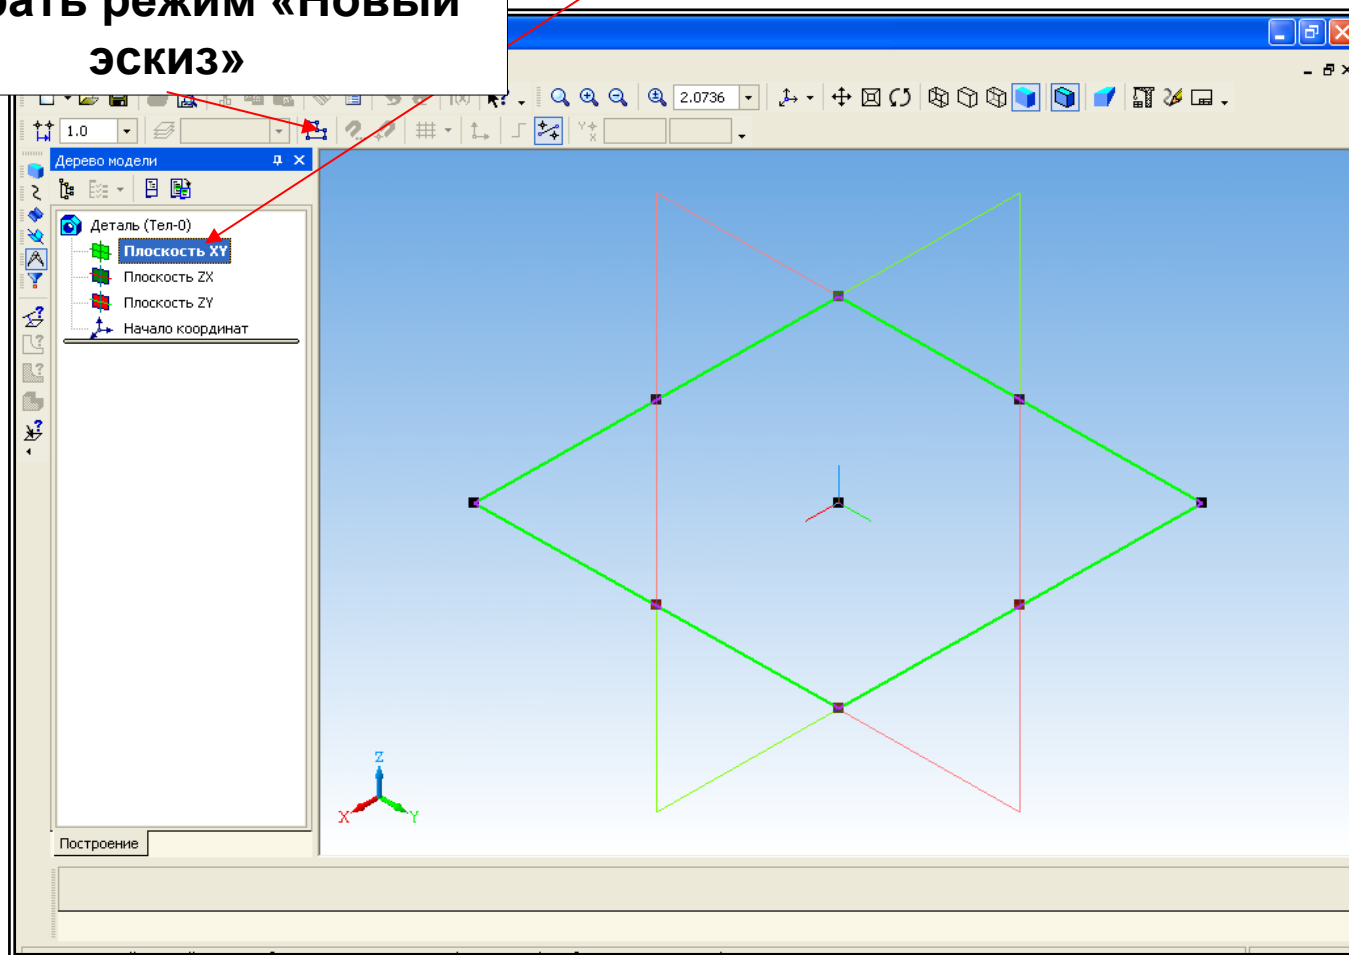 режим «Новый
эскиз»
2.0736
1.0
Дерево модели
Деталь (Тел-0)
Плоскость XY
Плоскость ZX
Плоскость ZY
Начало координат
Z
X
Y
Построение